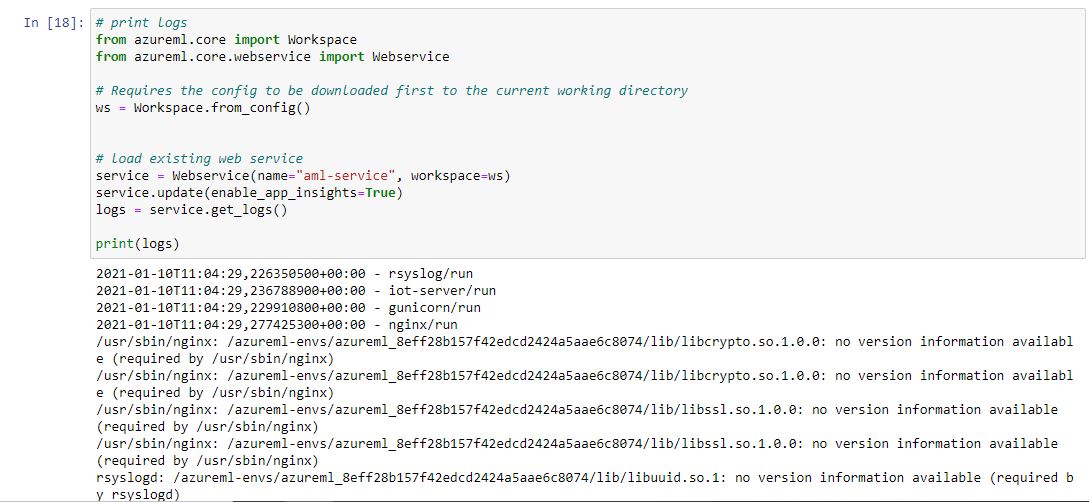 In [18]: # print logs
from azureml.core import Workspace
from azureml.core.webservice import Webservice
# Requires the config to be downloaded first to the current working directory
ws = Workspace.from_config()
# load existing web service
service = Webservice(name="aml-service", workspace=ws)
service.update(enable_app_insights=True)
logs = service.get_logs()
print(logs)
2021-01-10T11:04:29,226350500+00:00 - rsyslog/run
2021-01-10T11:04:29,236788900+00:00 - iot-server/run
2021-01-10T11:04:29,229910800+00:00 - gunicorn/run
2021-01-10T11:04:29,277425300+00:00 - nginx/run
/usr/sbin/nginx: /azureml-envs/azureml_8eff28b157f42edcd2424a5aae6c8074/lib/libcrypto.so.1.0.0: no version information availabl
e (required by /usr/sbin/nginx)
/usr/sbin/nginx: /azureml-envs/azureml_8eff28b157f42edcd2424a5aae6c8074/lib/libcrypto.so.1.0.0: no version information availabl
e (required by /usr/sbin/nginx)
/usr/sbin/nginx: /azureml-envs/azureml_8eff28b157f42edcd2424a5aae6c8074/lib/libssl.so.1.0.0: no version information available
(required by /usr/sbin/nginx)
/usr/sbin/nginx: /azureml-envs/azureml_8eff28b157f42edcd2424a5aae6c8074/lib/libssl.so.1.0.0: no version information available
(required by /usr/sbin/nginx)
rsyslogd: /azureml-envs/azureml_8eff28b157f42edcd2424a5aae6c8074/lib/libuuid.so.1: no version information available (required b
y rsyslogd)